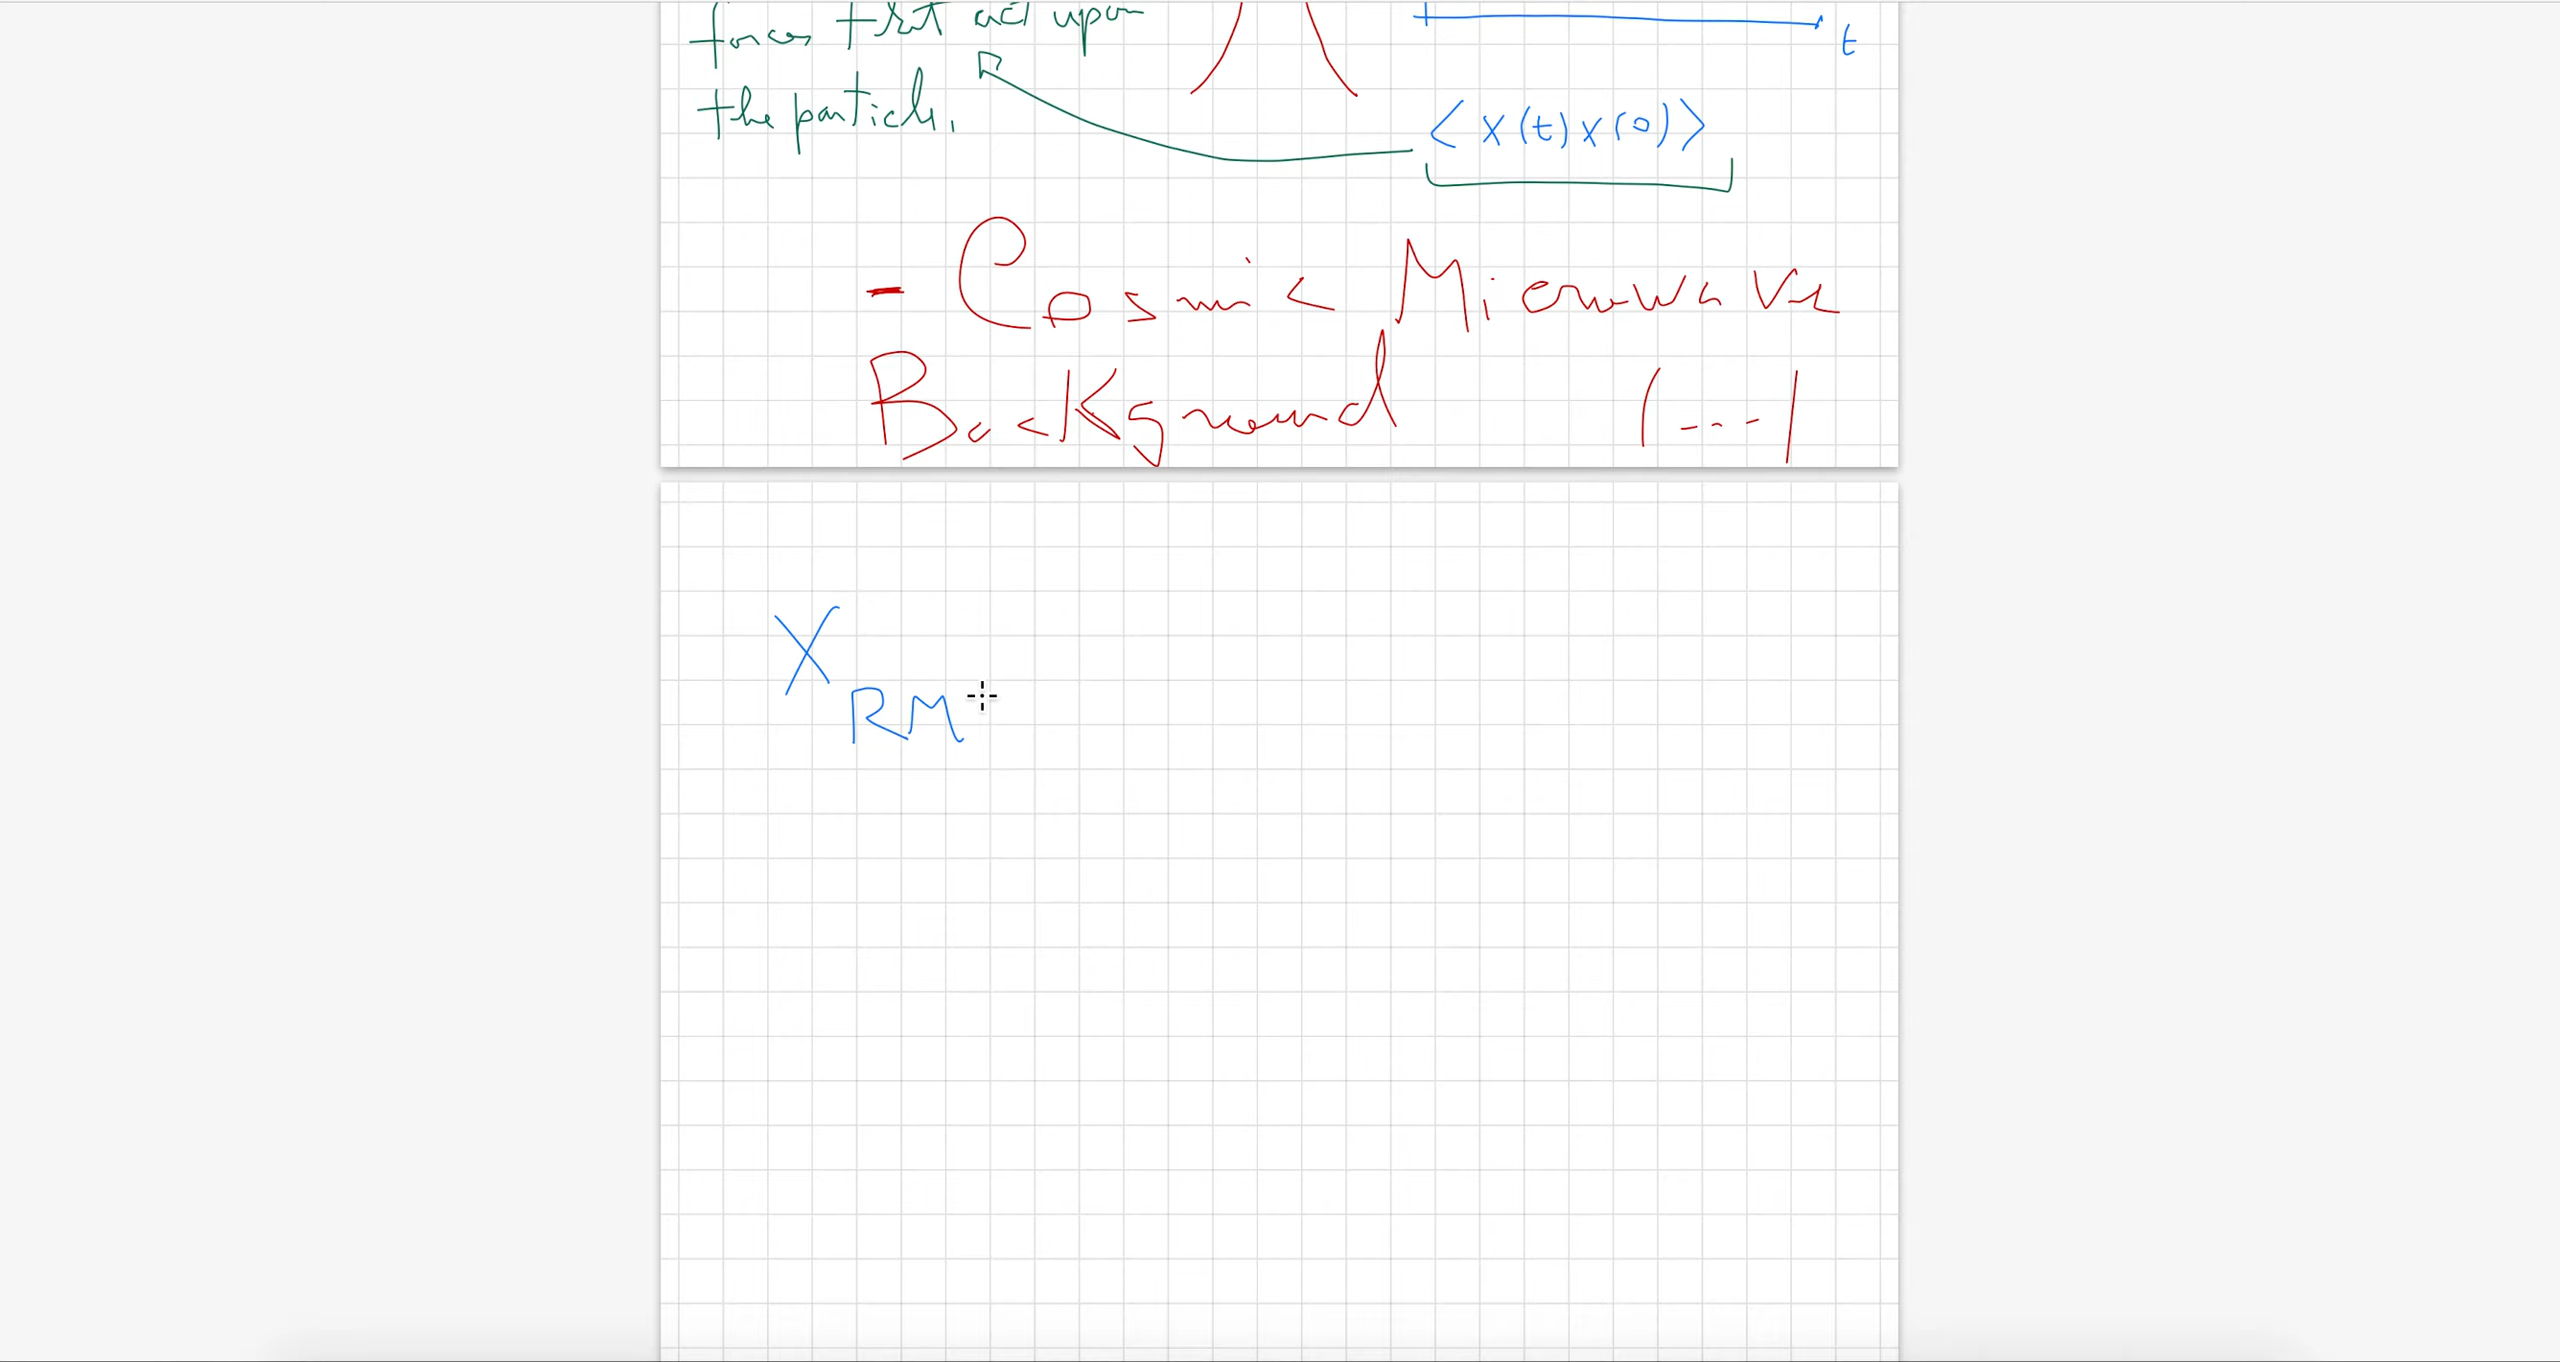 forces that act upon
the particle.
t
< x(t) x(0) >
- Cosmic Microwave
Background (---)
X RM